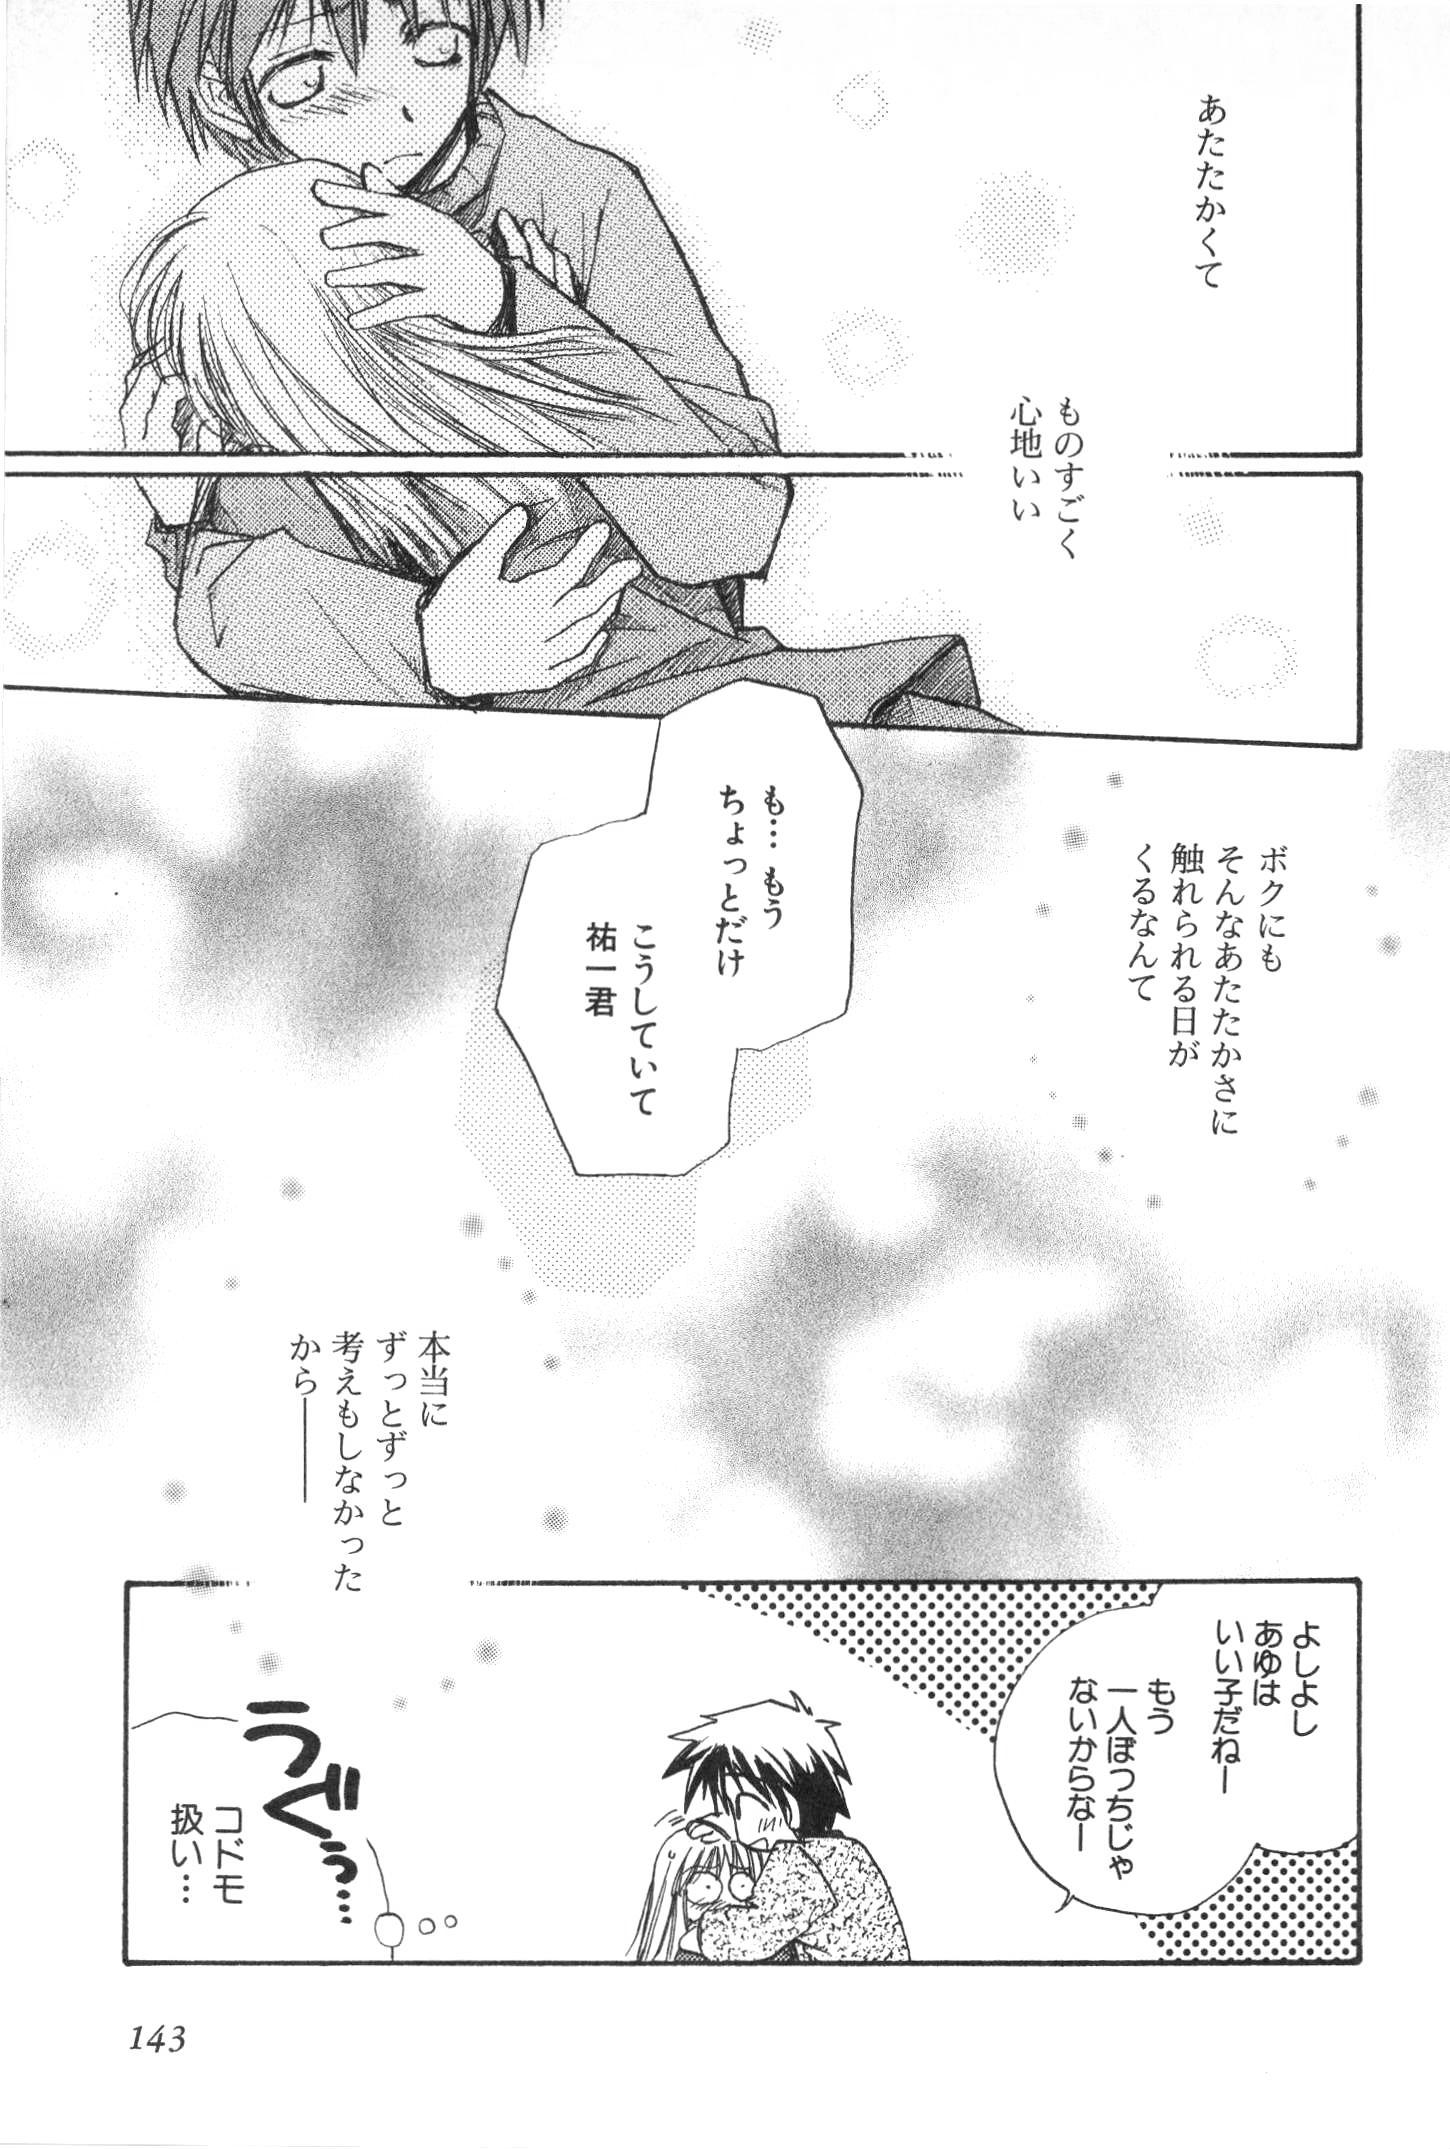 あたたかくて
ものすごく
心地いい
ボクにも
そんなあたたかさに
触れられる日が
くるなんて
も…もう
ちょっとだけ
こうしていて
祐一君
本当に
ずっとずっと
考えもしなかった
から――
よしよし
あゆは
いい子だねー
もう
一人ぼっちじゃ
ないからなー
うぐぅ…
コドモ
扱い…
143